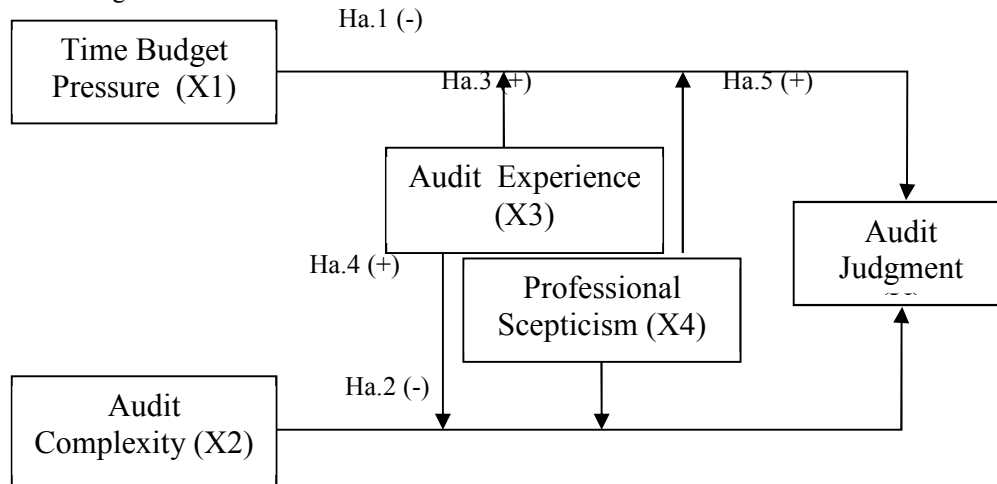 Ha.1 (-)
Time Budget
Pressure (X1)
Ha.3 (+)
Ha.5 (+)
Audit Experience
(X3)
Audit
Judgment
Ha.4 (+)
Professional
Scepticism (X4)
Ha.2 (-)
Audit
Complexity (X2)